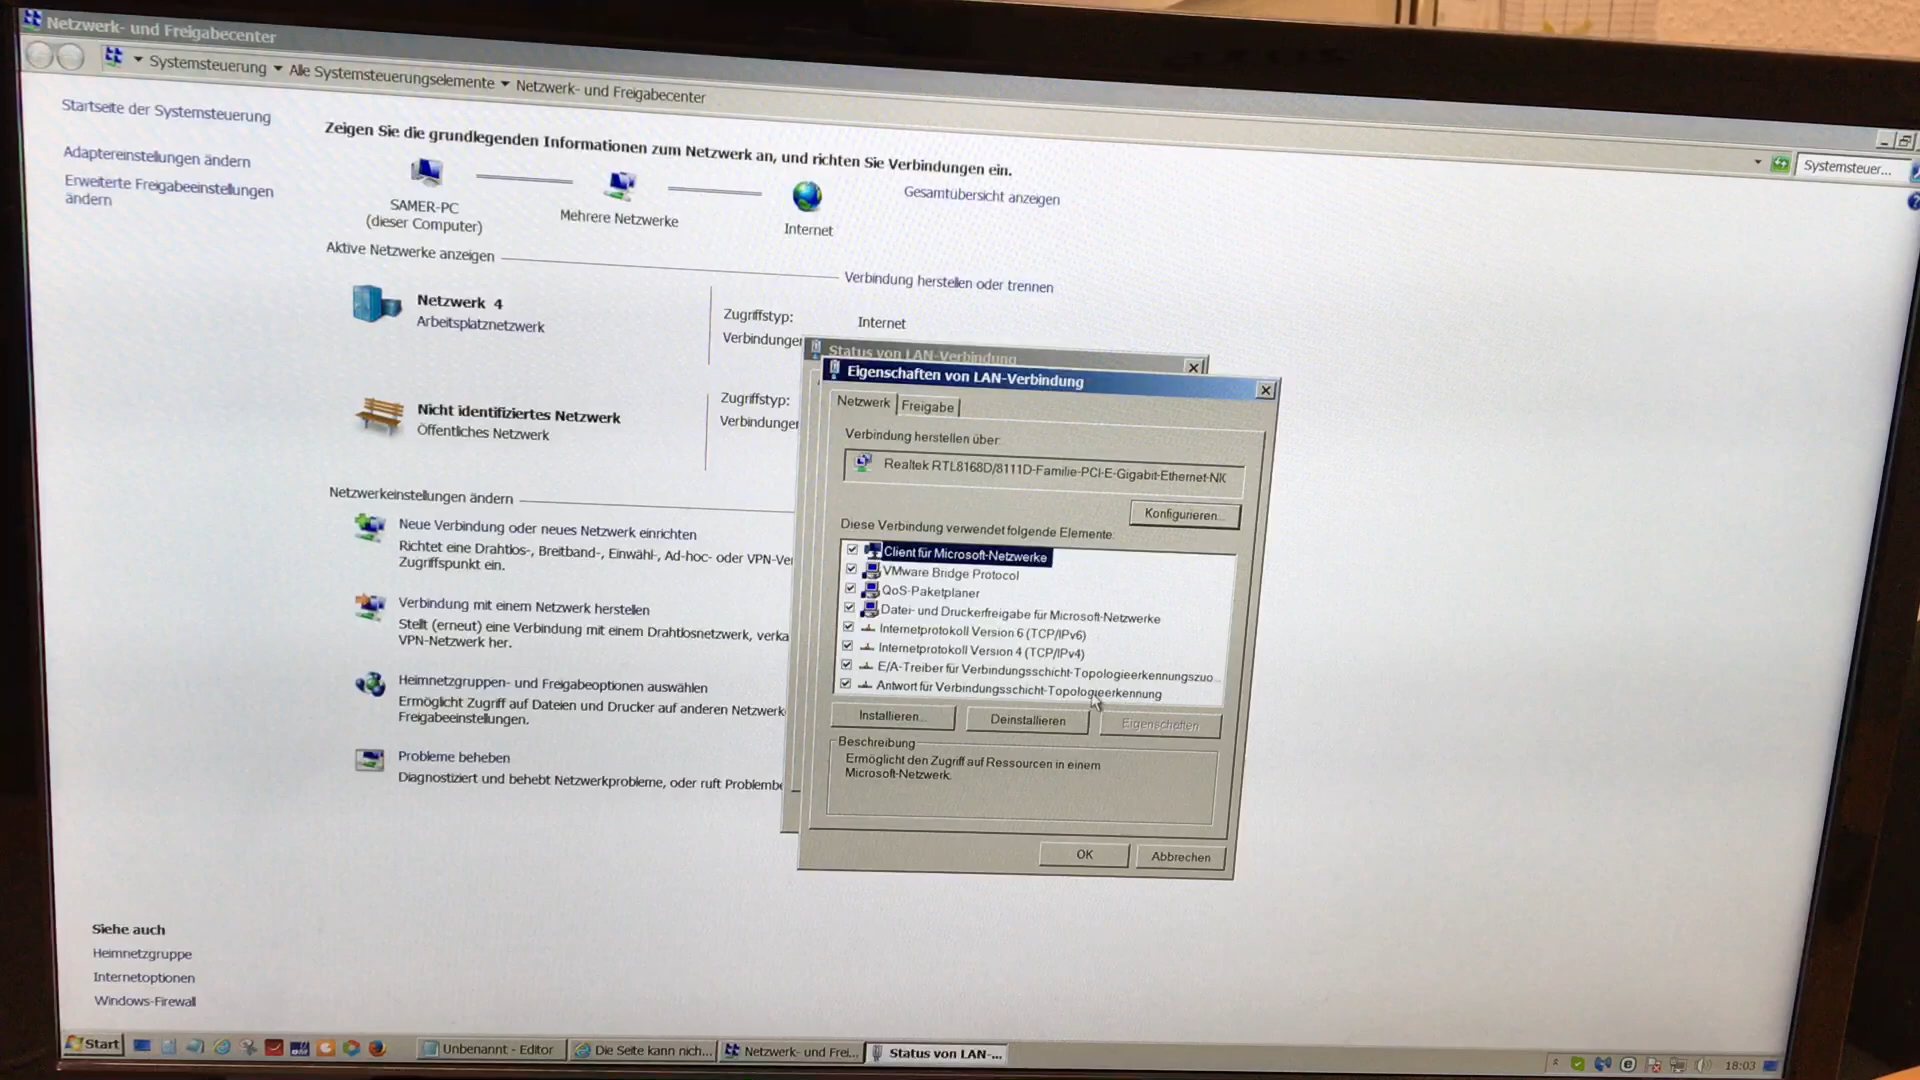 Netzwerk- und Freigabecenter
Systemsteuerung
Alle Systemsteuerungselemente
Netzwerk- und Freigabecenter
Systemsteuer...
Startseite der Systemsteuerung
Adaptereinstellungen ändern
Erweiterte Freigabeeinstellungen
ändern
Zeigen Sie die grundlegenden Informationen zum Netzwerk an, und richten Sie Verbindungen ein.
SAMER-PC
(dieser Computer)
Mehrere Netzwerke
Internet
Gesamtübersicht anzeigen
Aktive Netzwerke anzeigen
Verbindung herstellen oder trennen
Netzwerk 4
Arbeitsplatznetzwerk
Zugriffstyp:
Internet
Verbindungen
Nicht identifiziertes Netzwerk
Öffentliches Netzwerk
Zugriffstyp:
Verbindungen
Netzwerkeinstellungen ändern
Neue Verbindung oder neues Netzwerk einrichten
Richtet eine Drahtlos-, Breitband-, Einwähl-, Ad-hoc- oder VPN-Ve
Zugriffspunkt ein.
Verbindung mit einem Netzwerk herstellen
Stellt (erneut) eine Verbindung mit einem Drahtlosnetzwerk, verka
VPN-Netzwerk her.
Heimnetzgruppen- und Freigabeoptionen auswählen
Ermöglicht Zugriff auf Dateien und Drucker auf anderen Netzwerk
Freigabeeinstellungen.
Probleme beheben
Diagnostiziert und behebt Netzwerkprobleme, oder ruft Problembe
Siehe auch
Heimnetzgruppe
Internetoptionen
Windows-Firewall
Status von LAN-Verbindung
Eigenschaften von LAN-Verbindung
Netzwerk
Freigabe
Verbindung herstellen über:
Realtek RTL8168D/8111D-Familie-PCI-E-Gigabit-Ethernet-NK
Konfigurieren...
Diese Verbindung verwendet folgende Elemente:
Client für Microsoft-Netzwerke
VMware Bridge Protocol
QoS-Paketplaner
Datei- und Druckerfreigabe für Microsoft-Netzwerke
Internetprotokoll Version 6 (TCP/IPv6)
Internetprotokoll Version 4 (TCP/IPv4)
E/A-Treiber für Verbindungsschicht-Topologieerkennungszuo...
Antwort für Verbindungsschicht-Topologieerkennung
Installieren...
Deinstallieren
Eigenschaften
Beschreibung
Ermöglicht den Zugriff auf Ressourcen in einem
Microsoft-Netzwerk.
OK
Abbrechen
Start
Unbenannt - Editor
Die Seite kann nich...
Netzwerk- und Frei...
Status von LAN-...
18:03